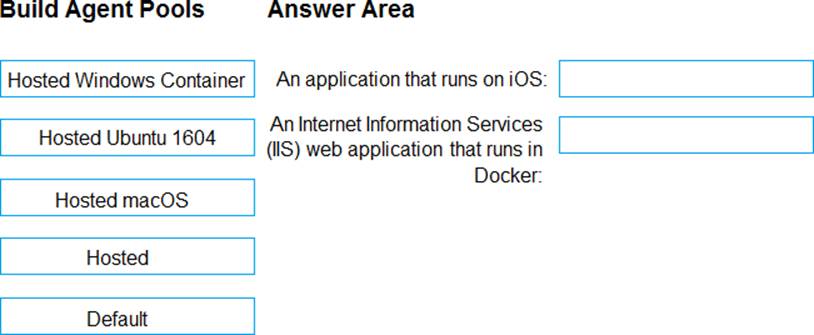 Build Agent Pools
Answer Area
Hosted Windows Container
An application that runs on iOS:
Hosted Ubuntu 1604
An Internet Information Services
(IIS) web application that runs in
Docker:
Hosted macOS
Hosted
Default